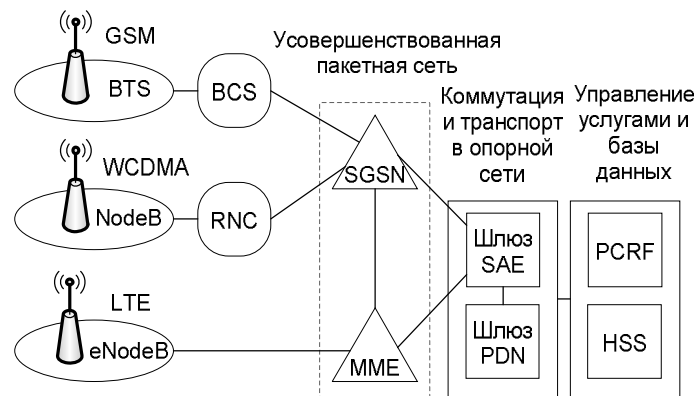 GSM
BTS
BCS
Усовершенствованная
пакетная сеть
Коммутация
и транспорт
в опорной
сети
Управление
услугами и
базы
данных
WCDMA
NodeB
RNC
SGSN
Шлюз
SAE
PCRF
LTE
eNodeB
MME
Шлюз
PDN
HSS